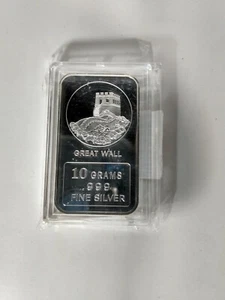 GREAT WALL
10 GRAMS
999
FINE SILVER